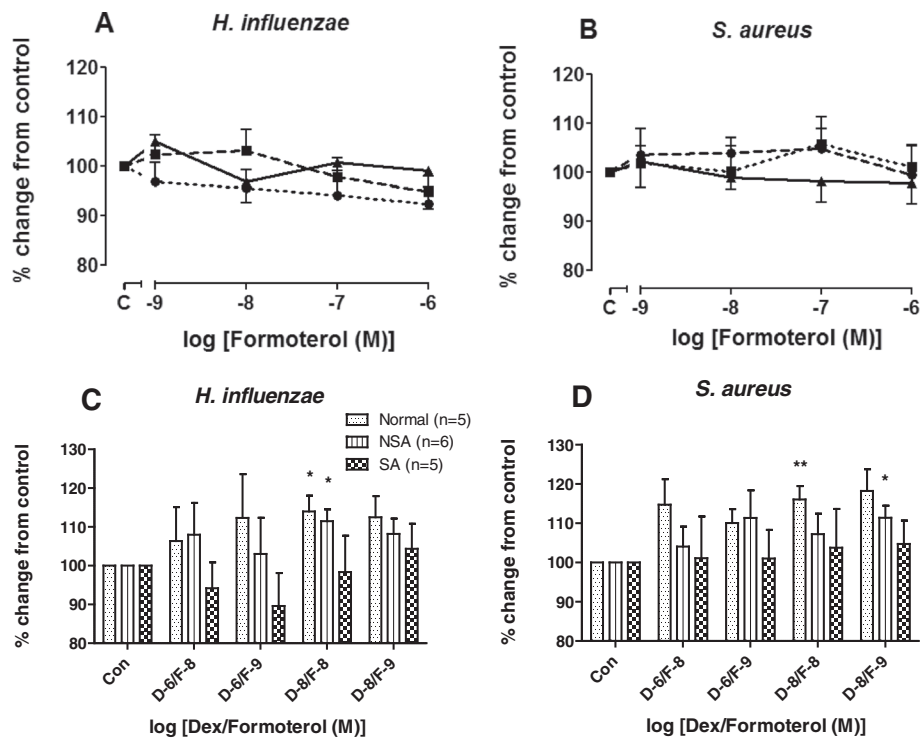 A
H. influenzae
% change from control
120
110
100
90
80
C
-9
-8
-7
-6
log [Formoterol (M)]
B
S. aureus
% change from control
120
110
100
90
80
C
-9
-8
-7
-6
log [Formoterol (M)]
C
H. influenzae
Normal (n=5)
NSA (n=6)
SA (n=5)
% change from control
130
120
110
100
90
80
* *
Con
D-6/F-8
D-6/F-9
D-8/F-8
D-8/F-9
log [Dex/Formoterol (M)]
D
S. aureus
% change from control
130
120
110
100
90
80
**
*
Con
D-6/F-8
D-6/F-9
D-8/F-8
D-8/F-9
log [Dex/Formoterol (M)]